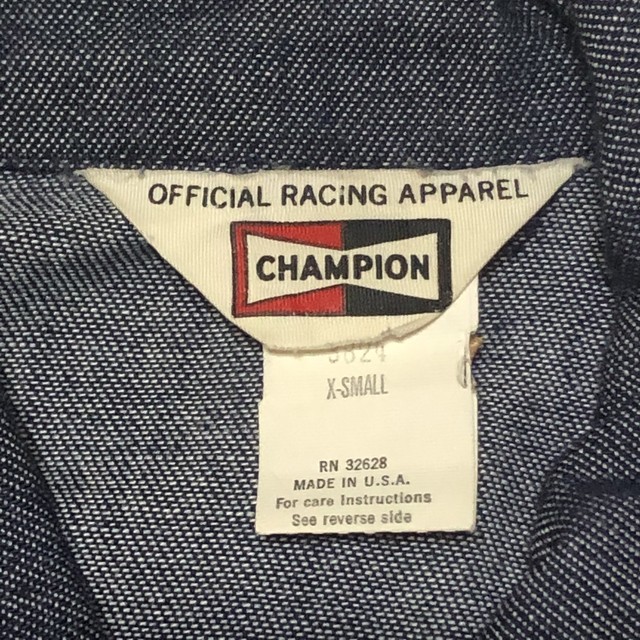 OFFICIAL RACING APPAREL
CHAMPION
X-SMALL
RN 32628
MADE IN U.S.A.
For care Instructions
See reverse side